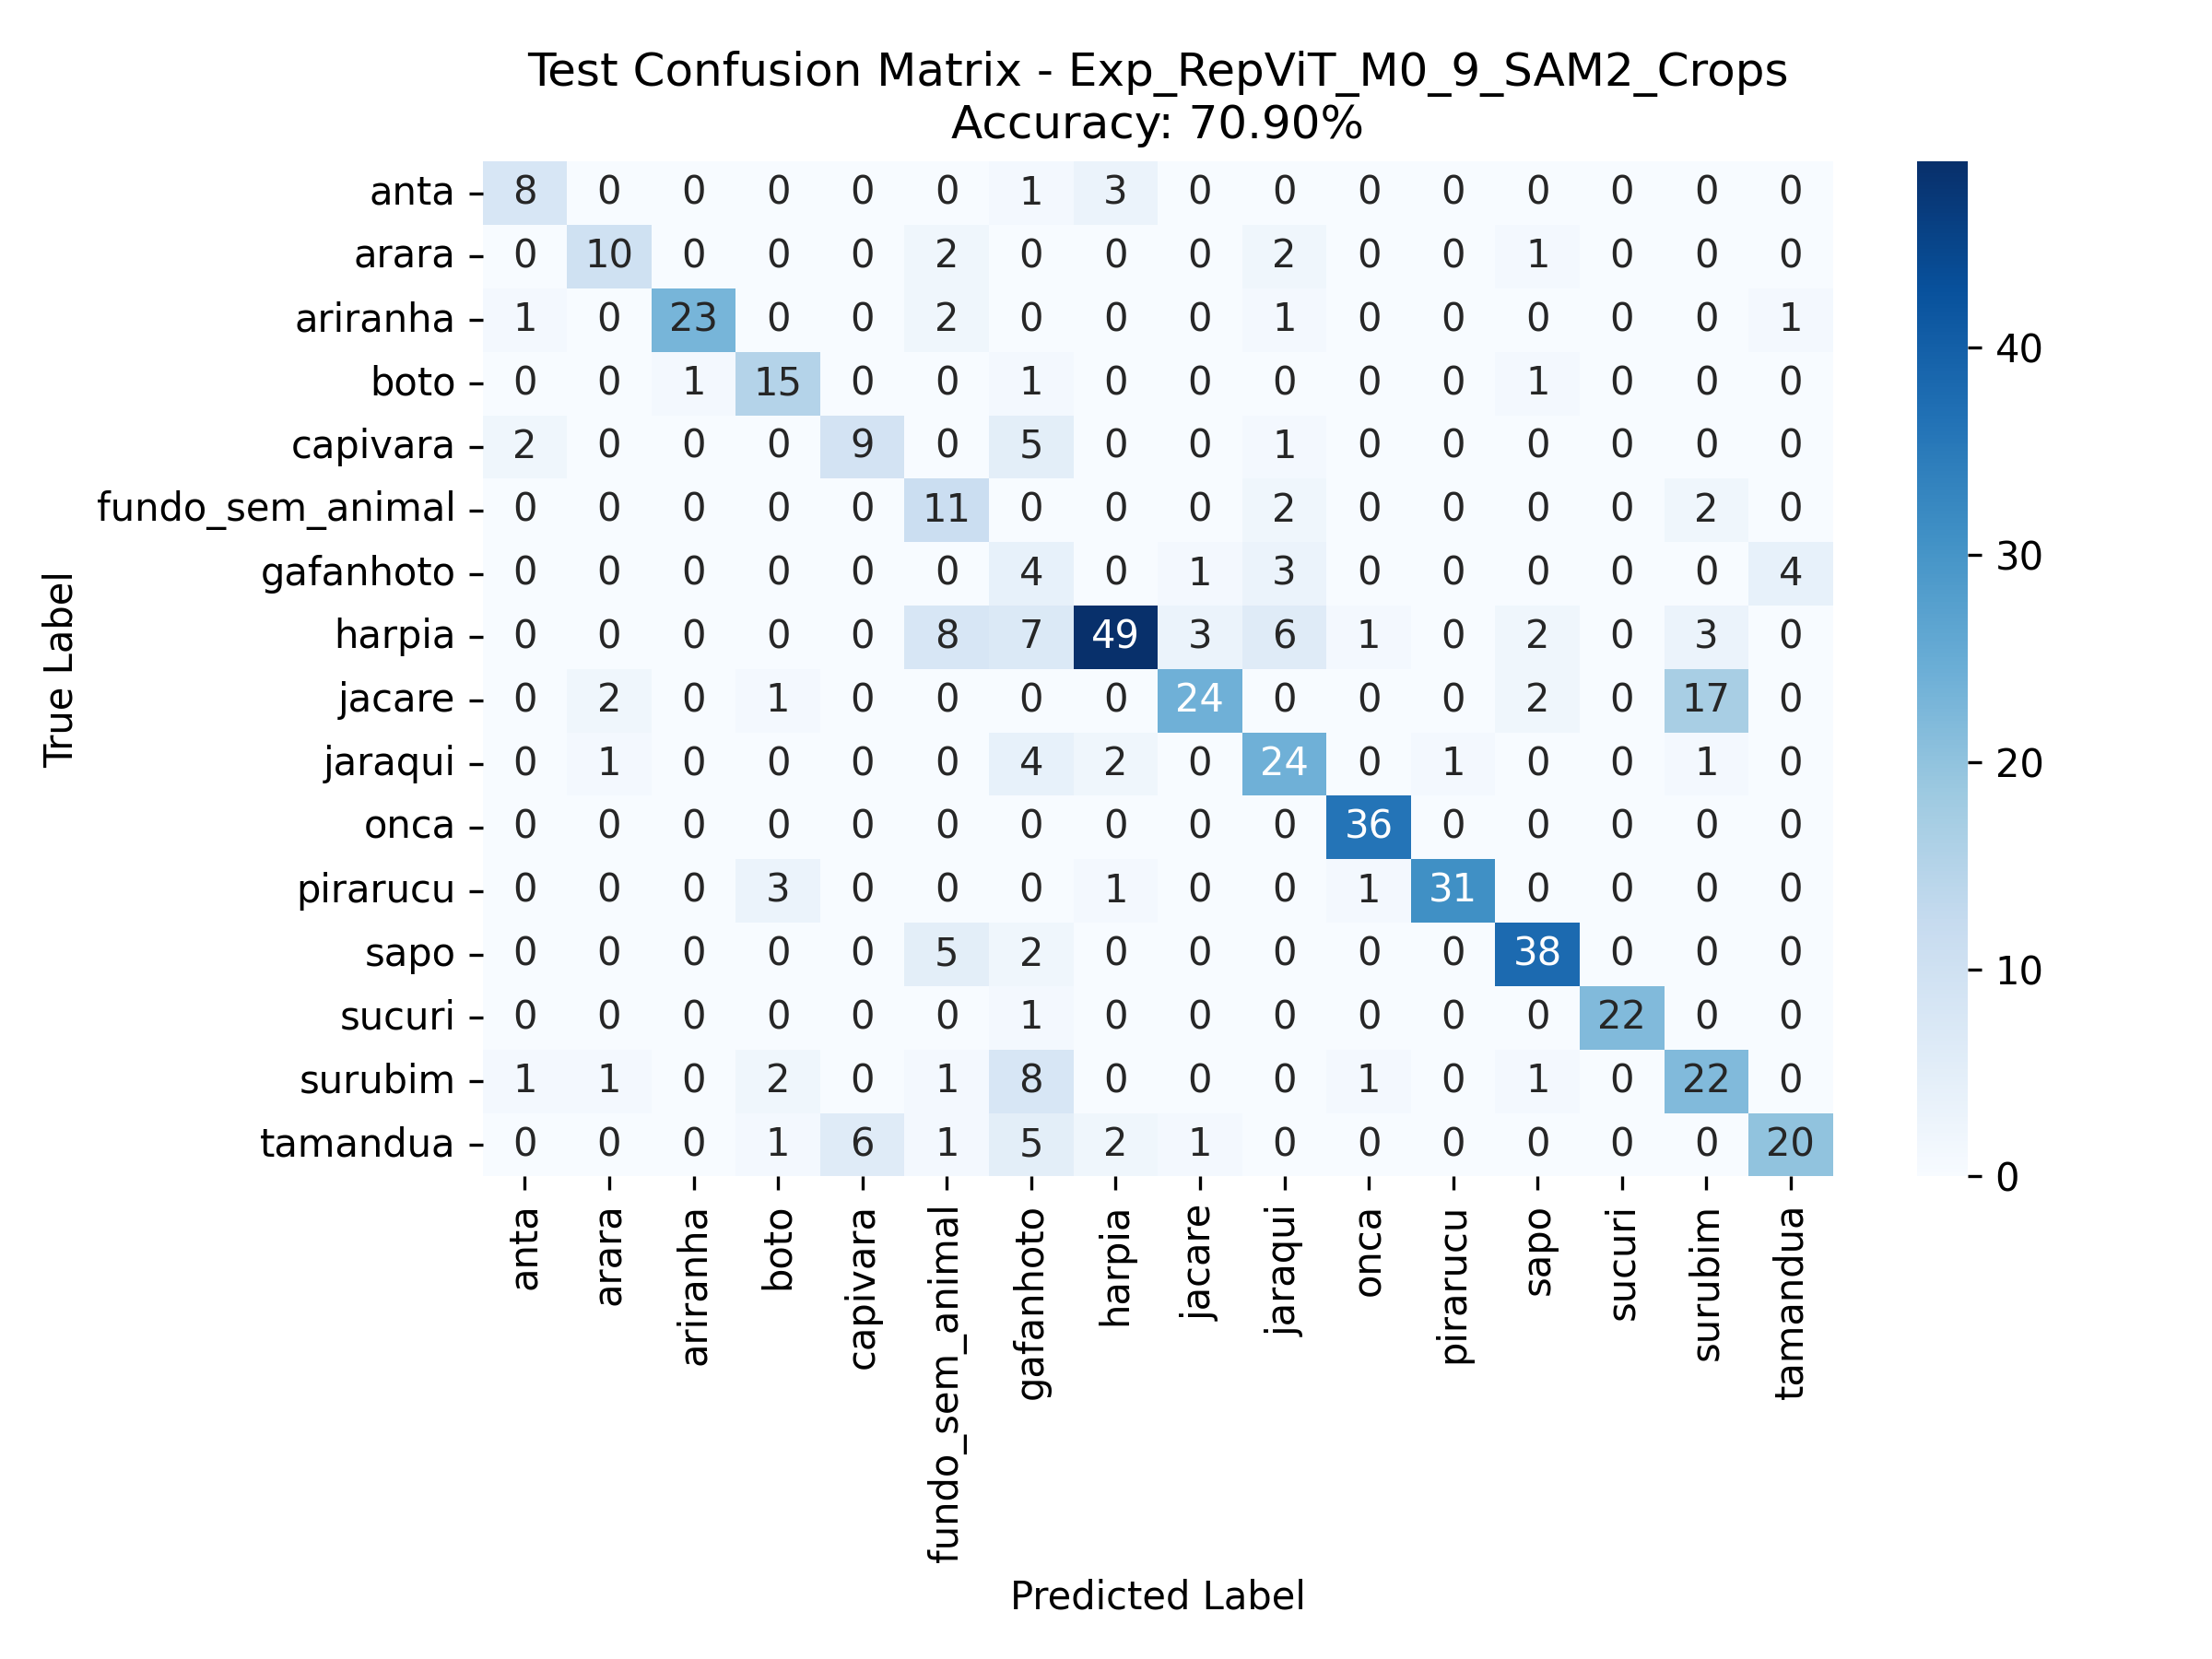 Test Confusion Matrix - Exp_RepViT_M0_9_SAM2_Crops
Accuracy: 70.90%
anta 8 0 0 0 0 0 1 3 0 0 0 0 0 0 0 0
arara 0 10 0 0 0 2 0 0 0 2 0 0 1 0 0 0
ariranha 1 0 23 0 0 2 0 0 0 1 0 0 0 0 0 1
boto 0 0 1 15 0 0 1 0 0 0 0 0 1 0 0 0
capivara 2 0 0 0 9 0 5 0 0 1 0 0 0 0 0 0
fundo_sem_animal 0 0 0 0 0 11 0 0 0 2 0 0 0 0 2 0
gafanhoto 0 0 0 0 0 0 4 0 1 3 0 0 0 0 0 4
harpia 0 0 0 0 0 8 7 49 3 6 1 0 2 0 3 0
jacare 0 2 0 1 0 0 0 0 24 0 0 0 2 0 17 0
jaraqui 0 1 0 0 0 0 4 2 0 24 0 1 0 0 1 0
onca 0 0 0 0 0 0 0 0 0 0 36 0 0 0 0 0
pirarucu 0 0 0 3 0 0 0 1 0 0 1 31 0 0 0 0
sapo 0 0 0 0 0 5 2 0 0 0 0 0 38 0 0 0
sucuri 0 0 0 0 0 0 1 0 0 0 0 0 0 22 0 0
surubim 1 1 0 2 0 1 8 0 0 0 1 0 1 0 22 0
tamandua 0 0 0 1 6 1 5 2 1 0 0 0 0 0 0 20
anta arara ariranha boto capivara fundo_sem_animal gafanhoto harpia jacare jaraqui onca pirarucu sapo sucuri surubim tamandua
True Label
Predicted Label
40
30
20
10
0